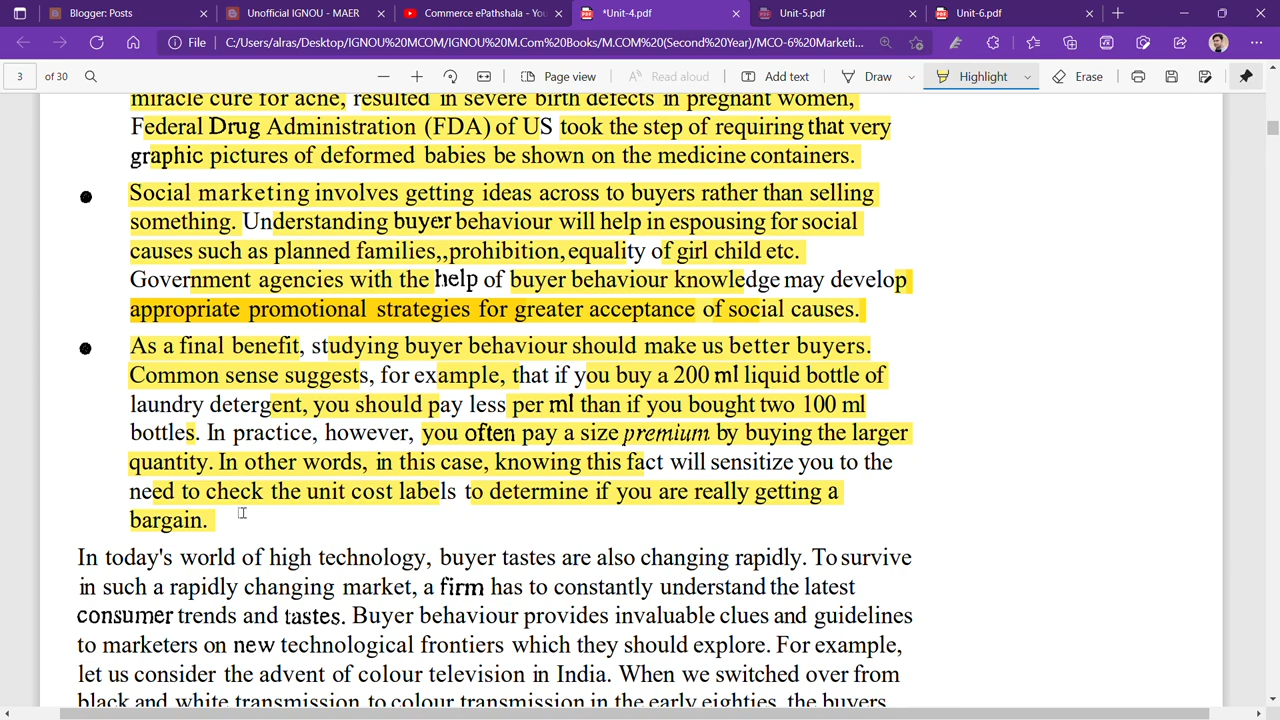 Blogger: Posts
Unofficial IGNOU - MAER
Commerce ePathshala - You
*Unit-4.pdf
Unit-5.pdf
Unit-6.pdf
File
C:/Users/alras/Desktop/IGNOU%20MCOM/IGNOU%20M.Com%20Books/M.COM%20(Second%20Year)/MCO-6%20Marketi...
3 of 30
Page view
Read aloud
Add text
Draw
Highlight
Erase
miracle cure for acne, resulted in severe birth defects in pregnant women,
Federal Drug Administration (FDA) of US took the step of requiring that very
graphic pictures of deformed babies be shown on the medicine containers.
● Social marketing involves getting ideas across to buyers rather than selling
something. Understanding buyer behaviour will help in espousing for social
causes such as planned families,,prohibition, equality of girl child etc.
Government agencies with the help of buyer behaviour knowledge may develop
appropriate promotional strategies for greater acceptance of social causes.
● As a final benefit, studying buyer behaviour should make us better buyers.
Common sense suggests, for example, that if you buy a 200 ml liquid bottle of
laundry detergent, you should pay less per ml than if you bought two 100 ml
bottles. In practice, however, you often pay a size premium by buying the larger
quantity. In other words, in this case, knowing this fact will sensitize you to the
need to check the unit cost labels to determine if you are really getting a
bargain.
In today's world of high technology, buyer tastes are also changing rapidly. To survive
in such a rapidly changing market, a firm has to constantly understand the latest
consumer trends and tastes. Buyer behaviour provides invaluable clues and guidelines
to marketers on new technological frontiers which they should explore. For example,
let us consider the advent of colour television in India. When we switched over from
black and white transmission to colour transmission in the early eighties, the buyers